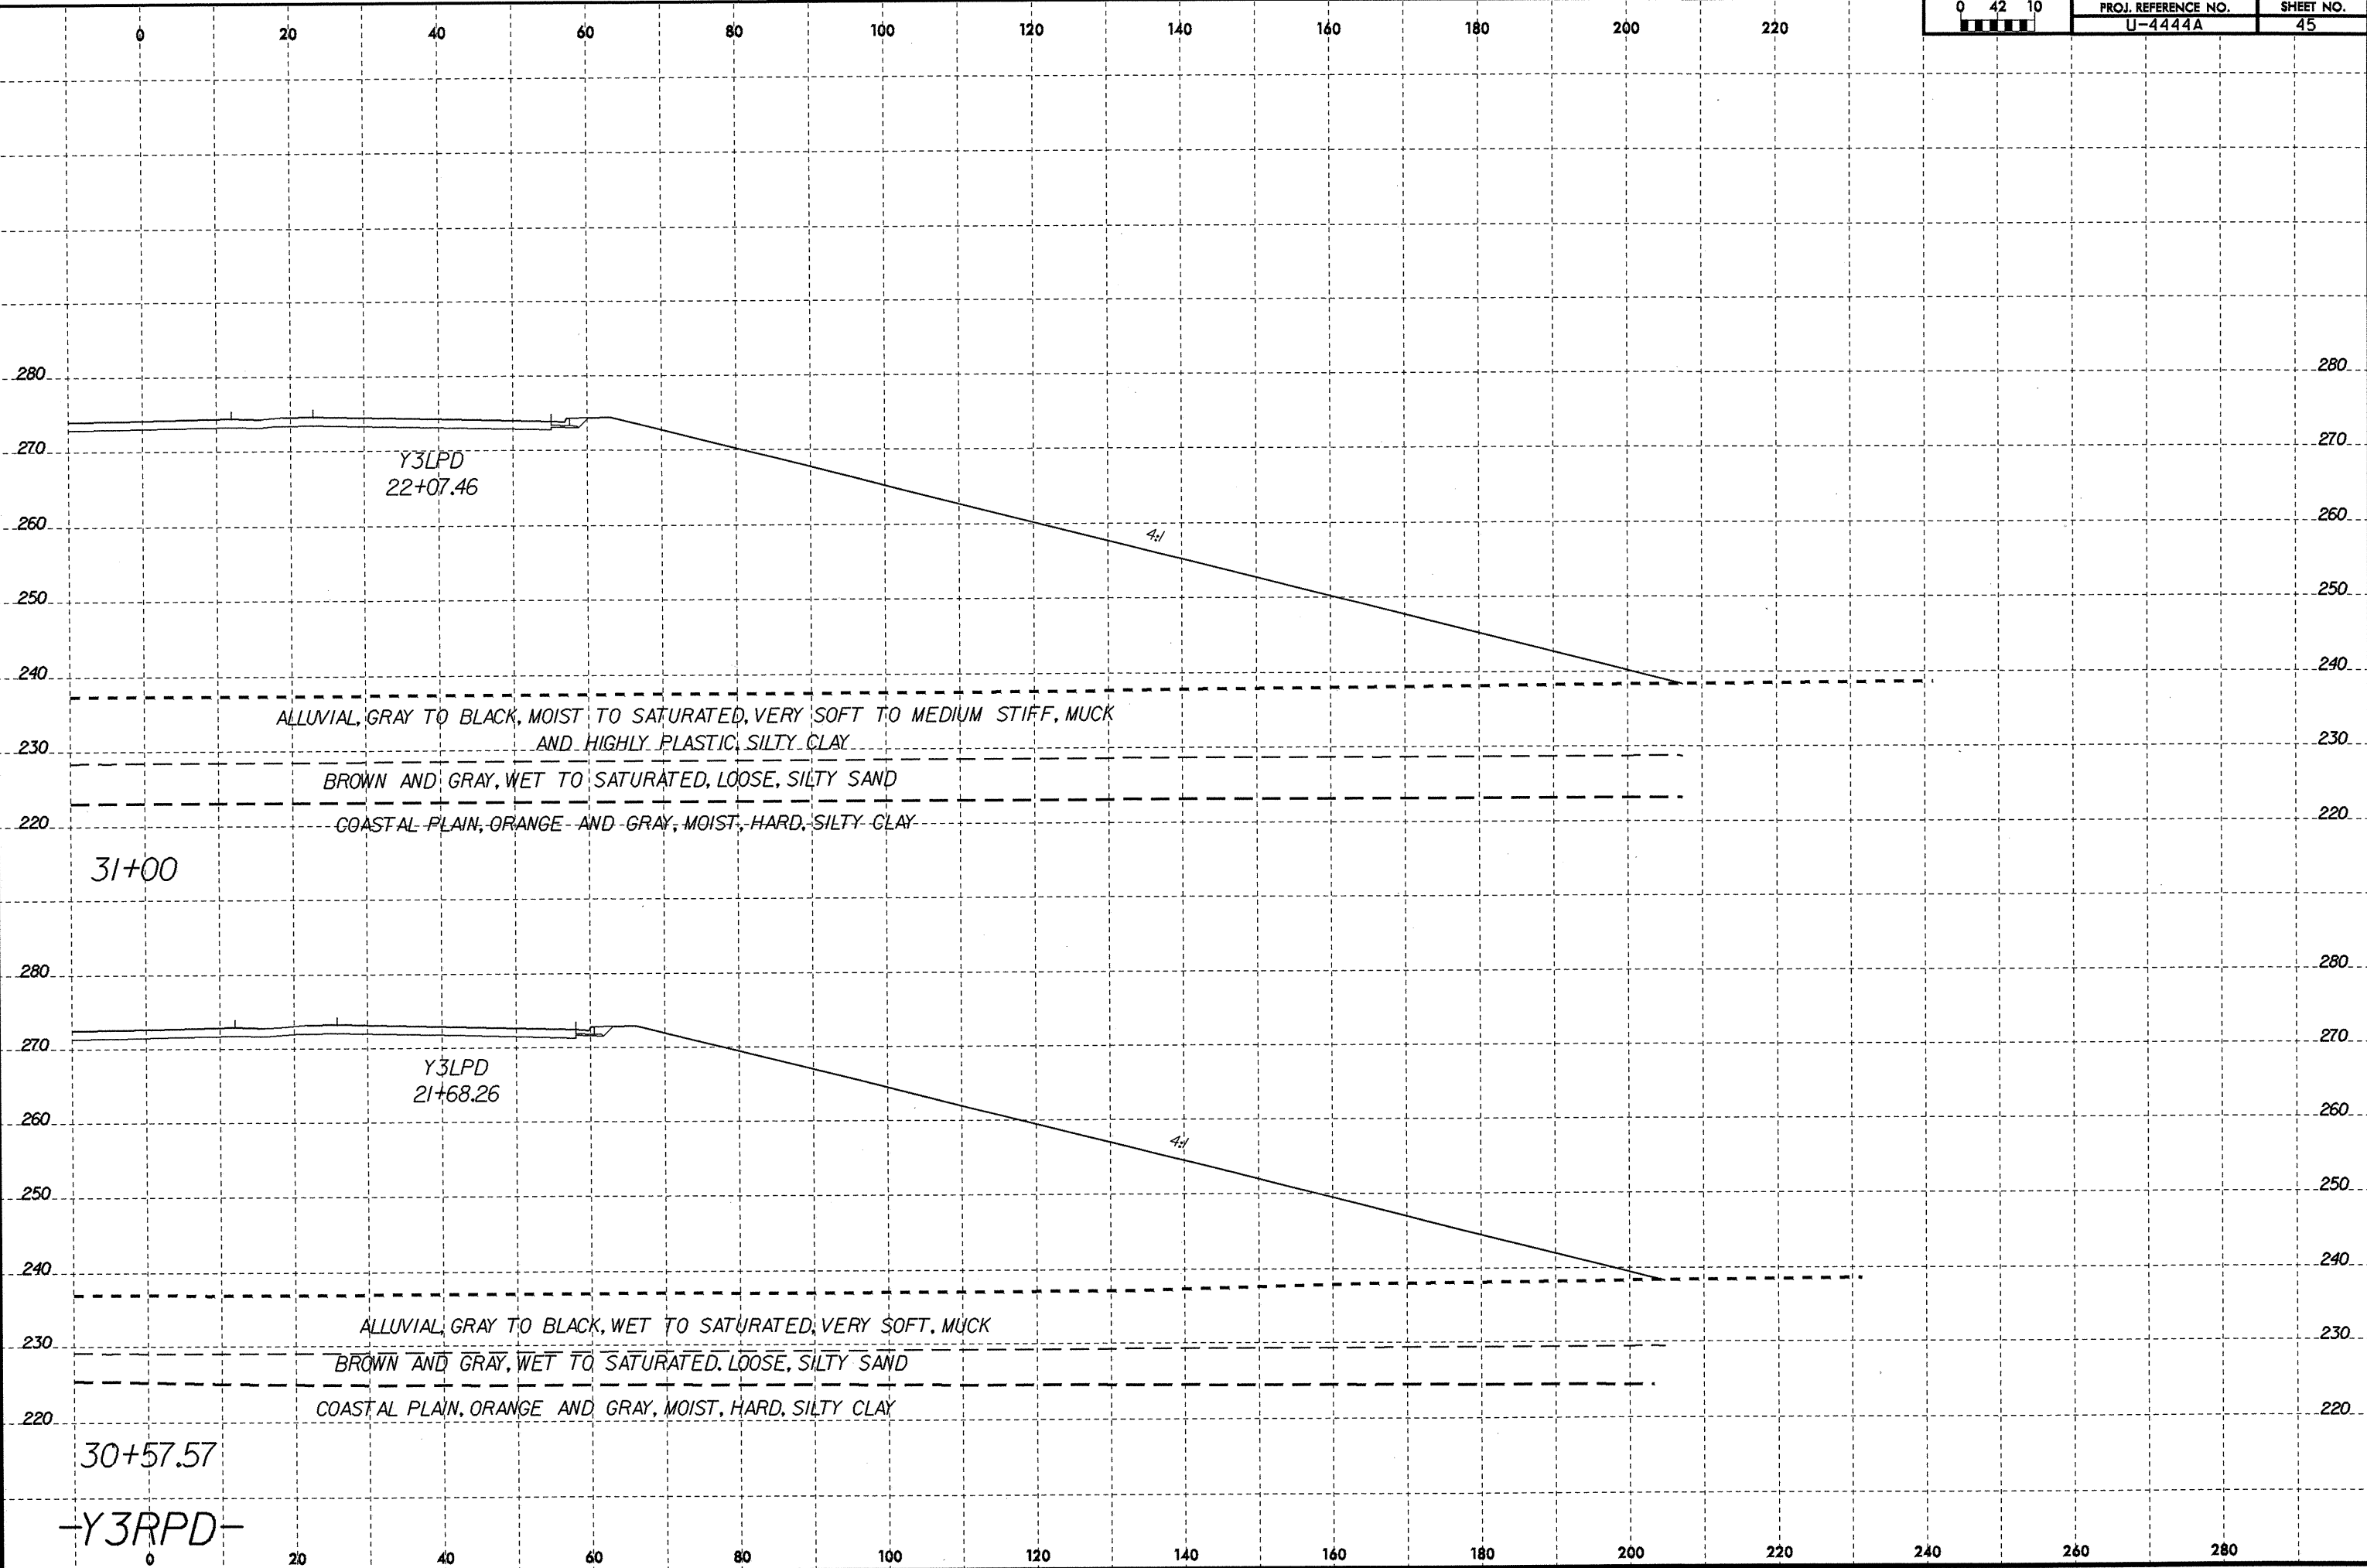 0 42 10 PROJ. REFERENCE NO. SHEET NO.
U-4444A 45
0 20 40 60 80 100 120 140 160 180 200 220
280 280
270 270
Y3LPD
22+07.46
260 260
4:1
250 250
240 240
ALLUVIAL, GRAY TO BLACK, MOIST TO SATURATED, VERY SOFT TO MEDIUM STIFF, MUCK
AND HIGHLY PLASTIC, SILTY CLAY
230 230
BROWN AND GRAY, WET TO SATURATED, LOOSE, SILTY SAND
COASTAL PLAIN, ORANGE AND GRAY, MOIST, HARD, SILTY CLAY
220 220
31+00
280 280
270 270
Y3LPD
21+68.26
260 260
4:1
250 250
240 240
ALLUVIAL, GRAY TO BLACK, WET TO SATURATED, VERY SOFT, MUCK
230 230
BROWN AND GRAY, WET TO SATURATED, LOOSE, SILTY SAND
COASTAL PLAIN, ORANGE AND GRAY, MOIST, HARD, SILTY CLAY
220 220
30+57.57
-Y3RPD-
0 20 40 60 80 100 120 140 160 180 200 220 240 260 280